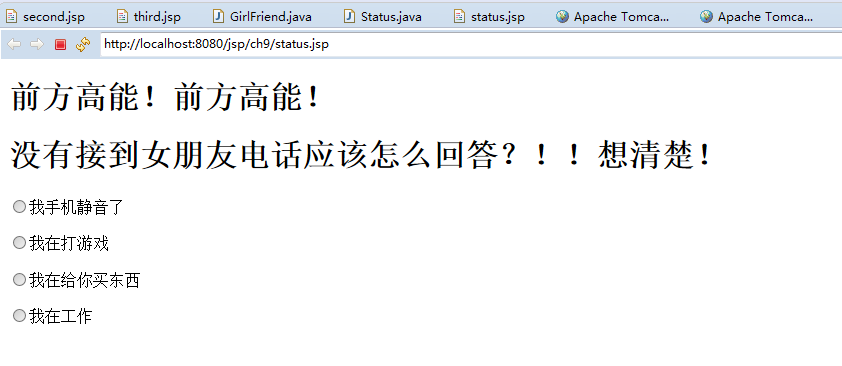 second.jsp third.jsp GirlFriend.java Status.java status.jsp Apache Tomca... Apache Tomca...
http://localhost:8080/jsp/ch9/status.jsp
前方高能！前方高能！
没有接到女朋友电话应该怎么回答？！！想清楚！
我手机静音了
我在打游戏
我在给你买东西
我在工作